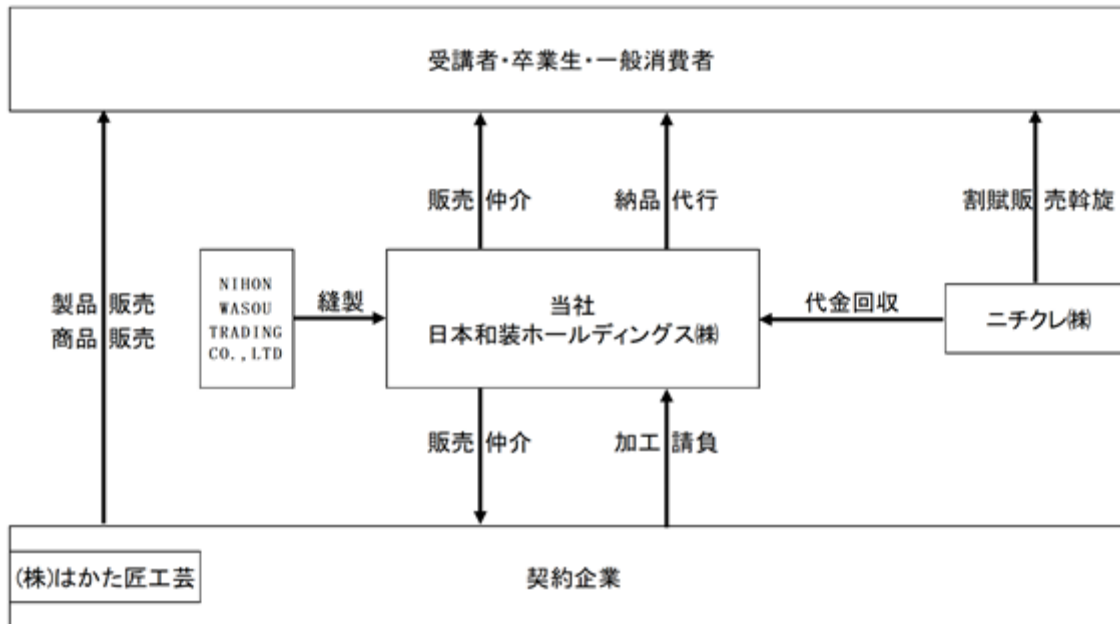 受講者・卒業生・一般消費者
販売仲介
納品代行
割賦販売斡旋
製品販売
商品販売
NIHON
WASOU
TRADING
CO.,LTD
縫製
当社
日本和装ホールディングス㈱
代金回収
ニチクレ㈱
販売仲介
加工請負
(株)はかた匠工芸
契約企業